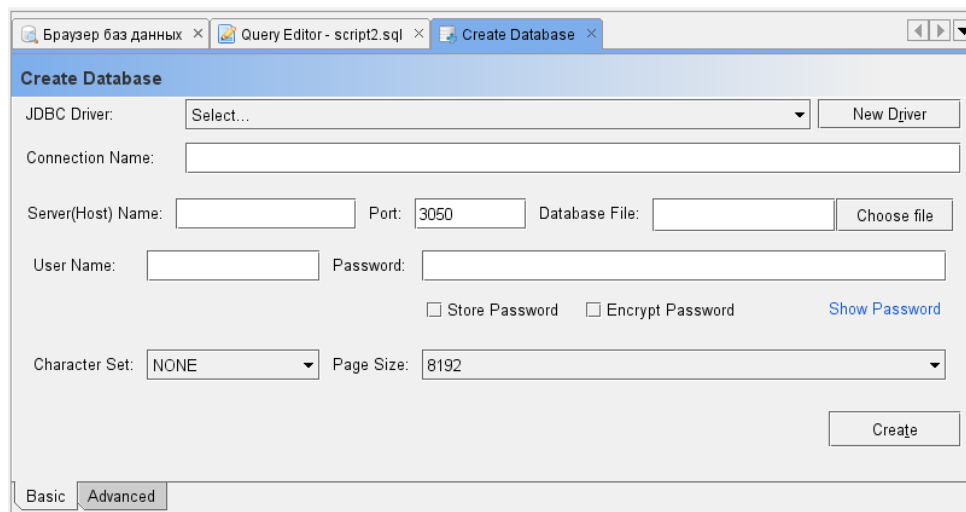 Браузер баз данных × Query Editor - script2.sql × Create Database ×
Create Database
JDBC Driver: Select... New Driver
Connection Name:
Server(Host) Name: Port: 3050 Database File: Choose file
User Name: Password:
Store Password Encrypt Password Show Password
Character Set: NONE Page Size: 8192
Create
Basic Advanced